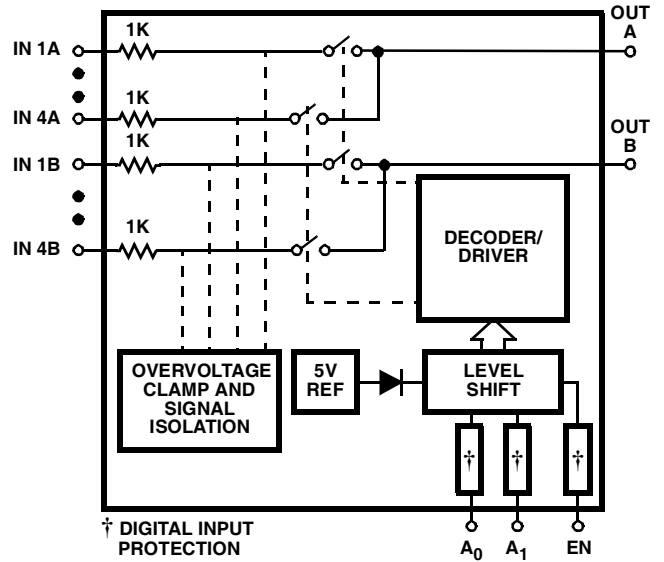 OUT
A
1K
IN 1A
1K
IN 4A
OUT
B
1K
IN 1B
1K
IN 4B
DECODER/
DRIVER
OVERVOLTAGE
CLAMP AND
SIGNAL
ISOLATION
5V
REF
LEVEL
SHIFT
†
†
†
† DIGITAL INPUT
PROTECTION
A0
A1
EN